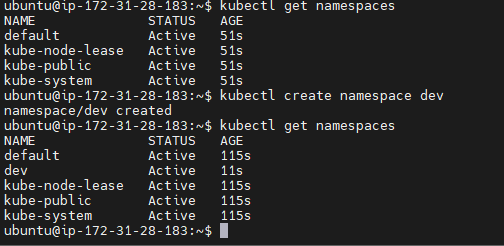 ubuntu@ip-172-31-28-183:~$ kubectl get namespaces
NAME STATUS AGE
default Active 51s
kube-node-lease Active 51s
kube-public Active 51s
kube-system Active 51s
ubuntu@ip-172-31-28-183:~$ kubectl create namespace dev
namespace/dev created
ubuntu@ip-172-31-28-183:~$ kubectl get namespaces
NAME STATUS AGE
default Active 115s
dev Active 11s
kube-node-lease Active 115s
kube-public Active 115s
kube-system Active 115s
ubuntu@ip-172-31-28-183:~$